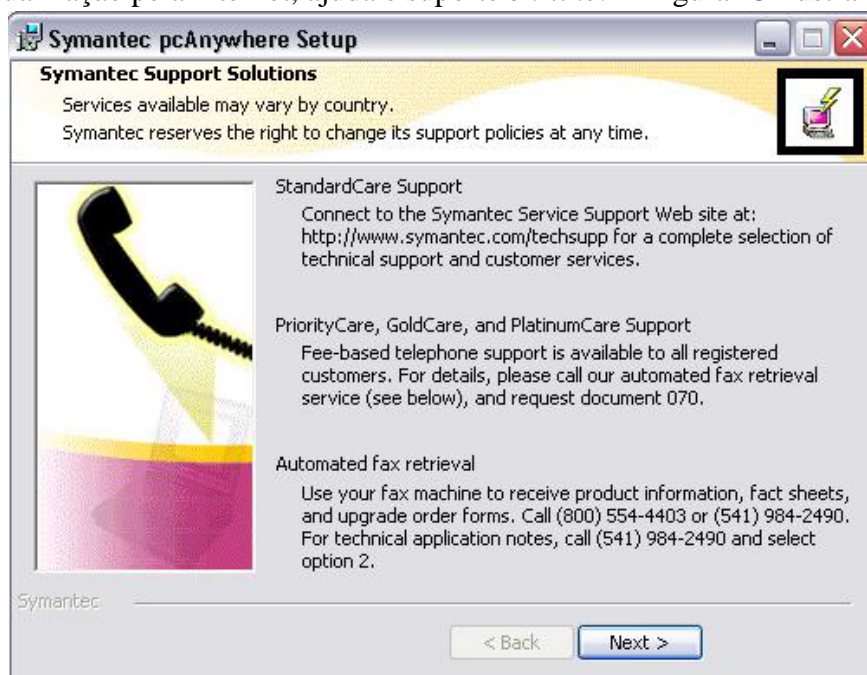 Symantec pcAnywhere Setup
Symantec Support Solutions
Services available may vary by country.
Symantec reserves the right to change its support policies at any time.
StandardCare Support
Connect to the Symantec Service Support Web site at:
http://www.symantec.com/techsupp for a complete selection of
technical support and customer services.
PriorityCare, GoldCare, and PlatinumCare Support
Fee-based telephone support is available to all registered
customers. For details, please call our automated fax retrieval
service (see below), and request document 070.
Automated fax retrieval
Use your fax machine to receive product information, fact sheets,
and upgrade order forms. Call (800) 554-4403 or (541) 984-2490.
For technical application notes, call (541) 984-2490 and select
option 2.
Symantec
< Back Next >